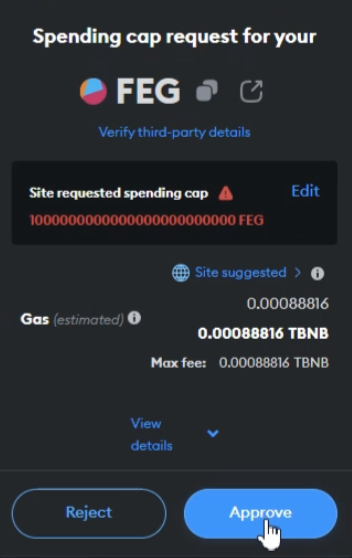 Spending cap request for your
FEG
Verify third-party details
Site requested spending cap
Edit
1000000000000000000000000 FEG
Site suggested >
0.00088816
Gas (estimated)
0.00088816 TBNB
Max fee: 0.00088816 TBNB
View
details
Reject
Approve